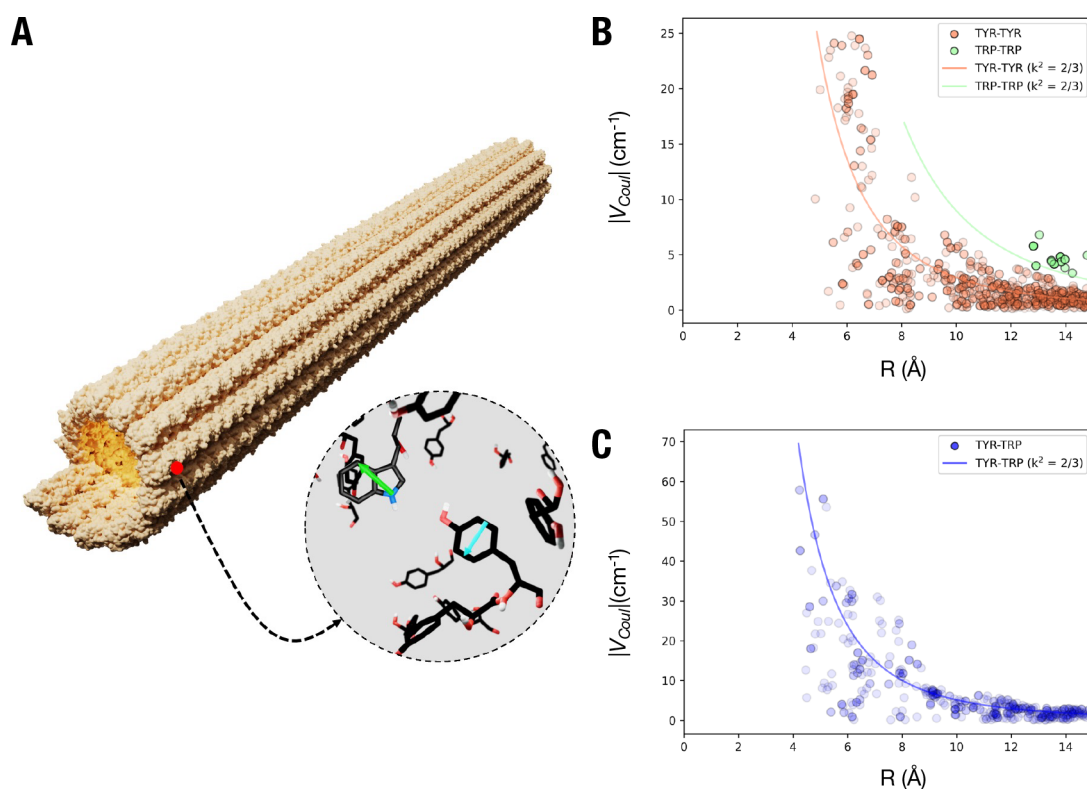 A
B
TYR-TYR
TRP-TRP
TYR-TYR (k² = 2/3)
TRP-TRP (k² = 2/3)
|V_Coul| (cm⁻¹)
25
20
15
10
5
0
0 2 4 6 8 10 12 14
R (Å)
C
TYR-TRP
TYR-TRP (k² = 2/3)
|V_Coul|(cm⁻¹)
70
60
50
40
30
20
10
0
0 2 4 6 8 10 12 14
R (Å)